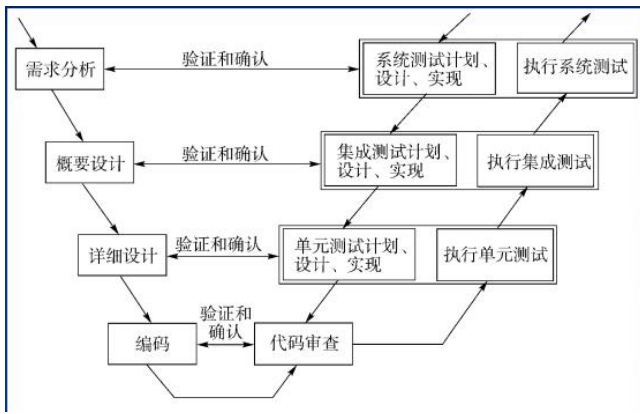 需求分析
验证和确认
系统测试计划、
设计、实现
执行系统测试
概要设计
验证和确认
集成测试计划、
设计、实现
执行集成测试
详细设计
验证和确认
单元测试计划、
设计、实现
执行单元测试
编码
验证和
确认
代码审查